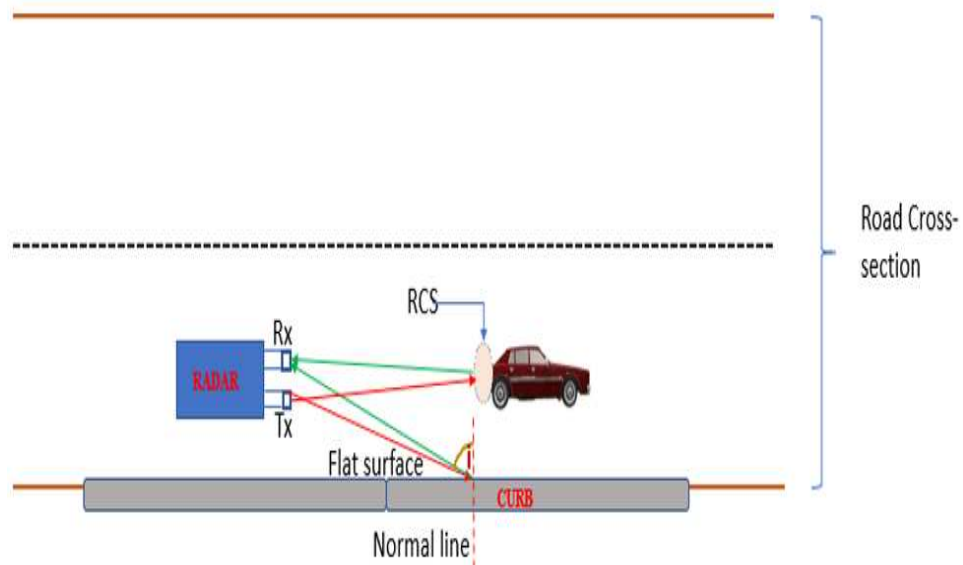 Road Cross-
section
RCS
Rx
RADAR
Tx
Flat surface
i
CURB
Normal line